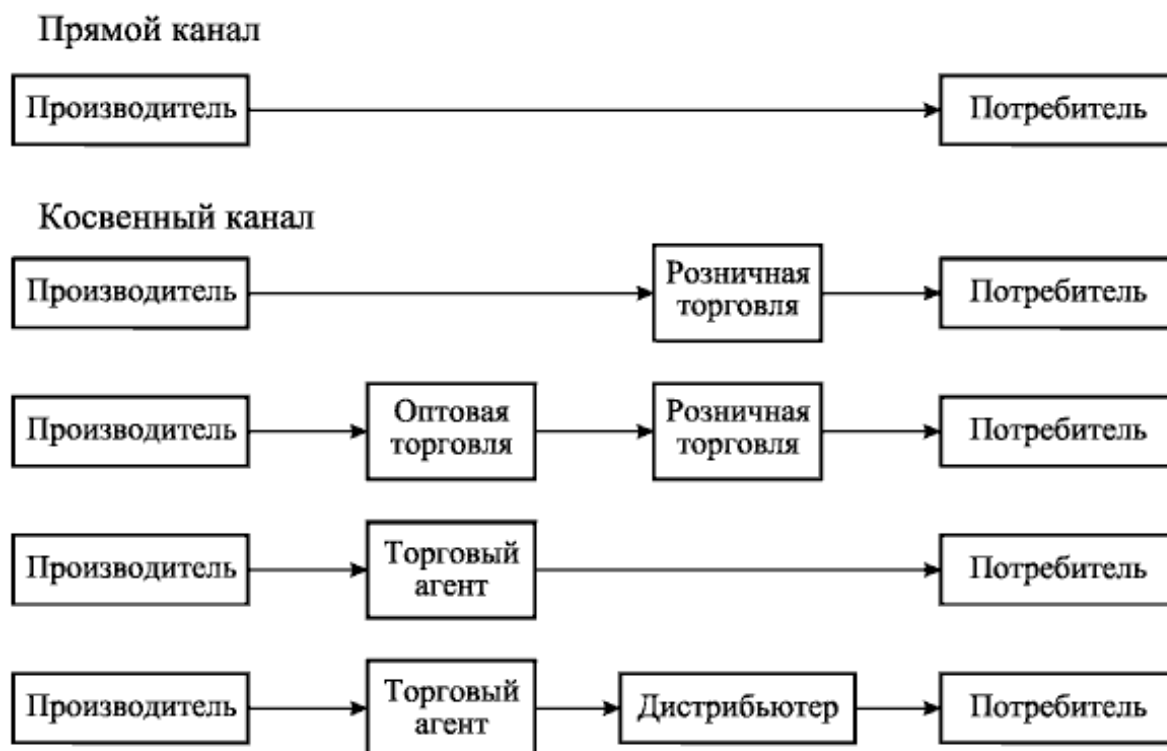 Прямой канал
Производитель
Потребитель
Косвенный канал
Производитель
Розничная
торговля
Потребитель
Производитель
Оптовая
торговля
Розничная
торговля
Потребитель
Производитель
Торговый
агент
Потребитель
Производитель
Торговый
агент
Дистрибьютер
Потребитель